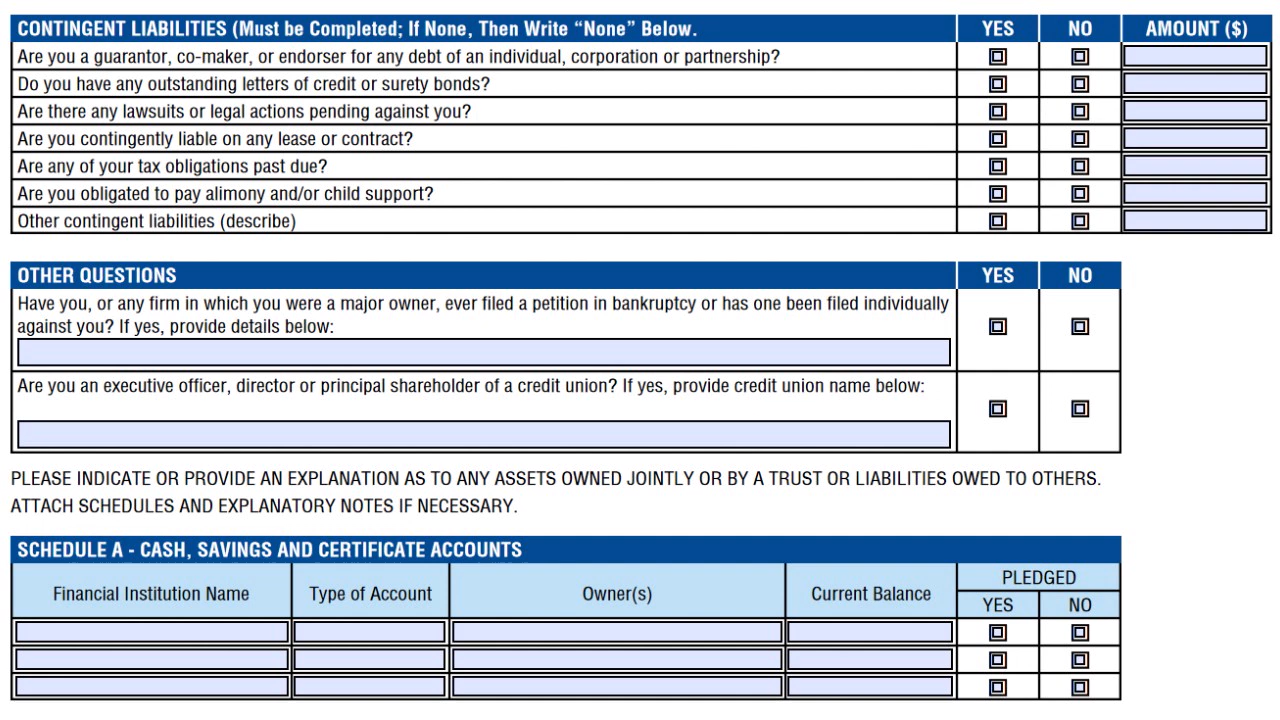 CONTINGENT LIABILITIES (Must be Completed; If None, Then Write “None” Below. YES NO AMOUNT ($)
Are you a guarantor, co-maker, or endorser for any debt of an individual, corporation or partnership?
Do you have any outstanding letters of credit or surety bonds?
Are there any lawsuits or legal actions pending against you?
Are you contingently liable on any lease or contract?
Are any of your tax obligations past due?
Are you obligated to pay alimony and/or child support?
Other contingent liabilities (describe)
OTHER QUESTIONS YES NO
Have you, or any firm in which you were a major owner, ever filed a petition in bankruptcy or has one been filed individually
against you? If yes, provide details below:
Are you an executive officer, director or principal shareholder of a credit union? If yes, provide credit union name below:
PLEASE INDICATE OR PROVIDE AN EXPLANATION AS TO ANY ASSETS OWNED JOINTLY OR BY A TRUST OR LIABILITIES OWED TO OTHERS.
ATTACH SCHEDULES AND EXPLANATORY NOTES IF NECESSARY.
SCHEDULE A - CASH, SAVINGS AND CERTIFICATE ACCOUNTS
Financial Institution Name Type of Account Owner(s) Current Balance PLEDGED
YES NO